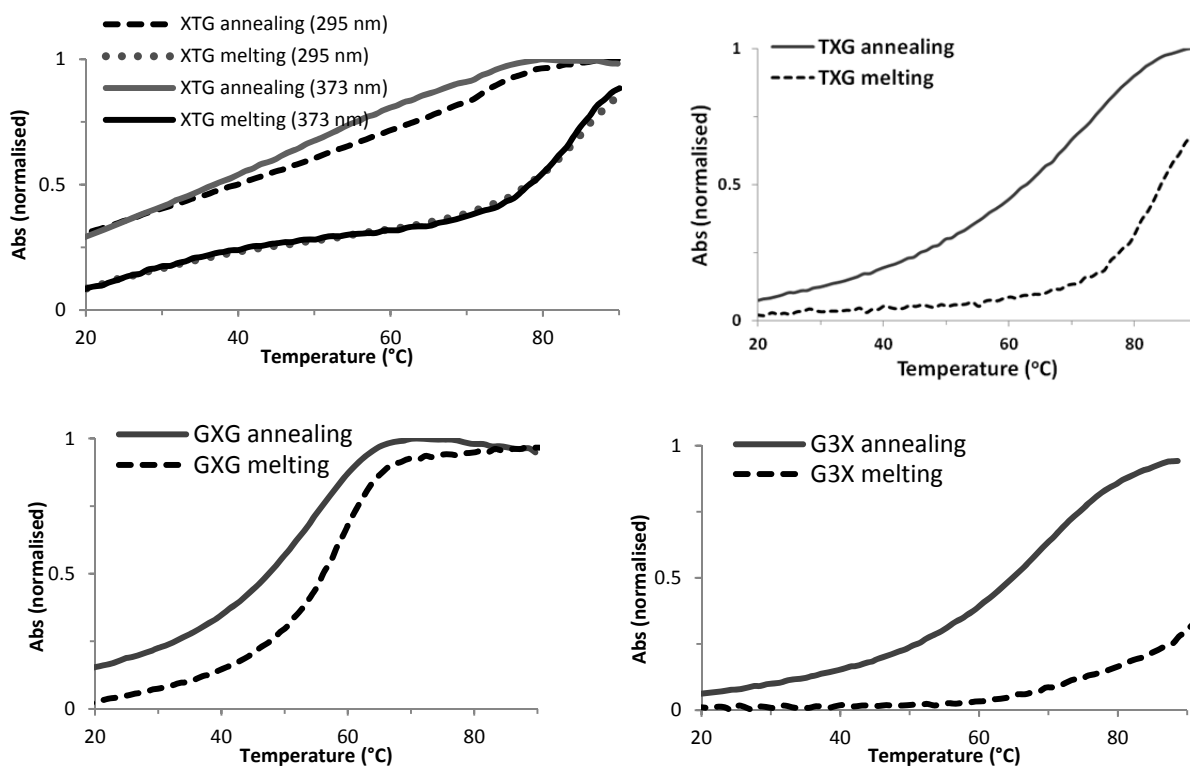 XTG annealing (295 nm)
XTG melting (295 nm)
XTG annealing (373 nm)
XTG melting (373 nm)
1
0.5
0
Abs (normalised)
20 40 60 80
Temperature (°C)
TXG annealing
TXG melting
1
0.5
0
Abs (normalised)
20 40 60 80
Temperature (°C)
GXG annealing
GXG melting
1
0.5
0
Abs (normalised)
20 40 60 80
Temperature (°C)
G3X annealing
G3X melting
1
0.5
0
Abs (normalised)
20 40 60 80
Temperature (°C)